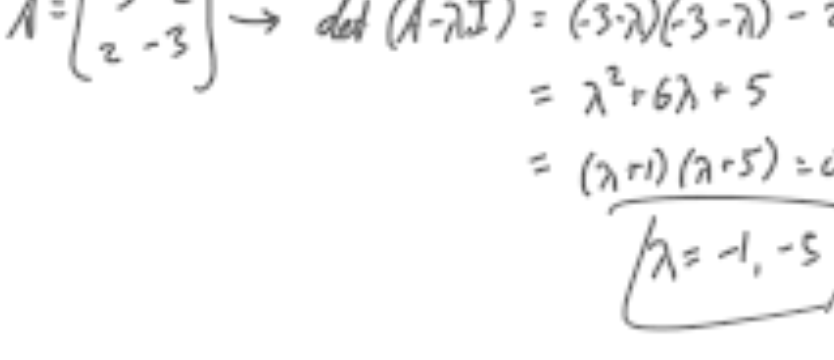 A = [ 2 -3 ] → det (A-λI) = (-3-λ)(-3-λ) -
= λ²+6λ+5
= (λ+1)(λ+5) =
λ = -1, -5